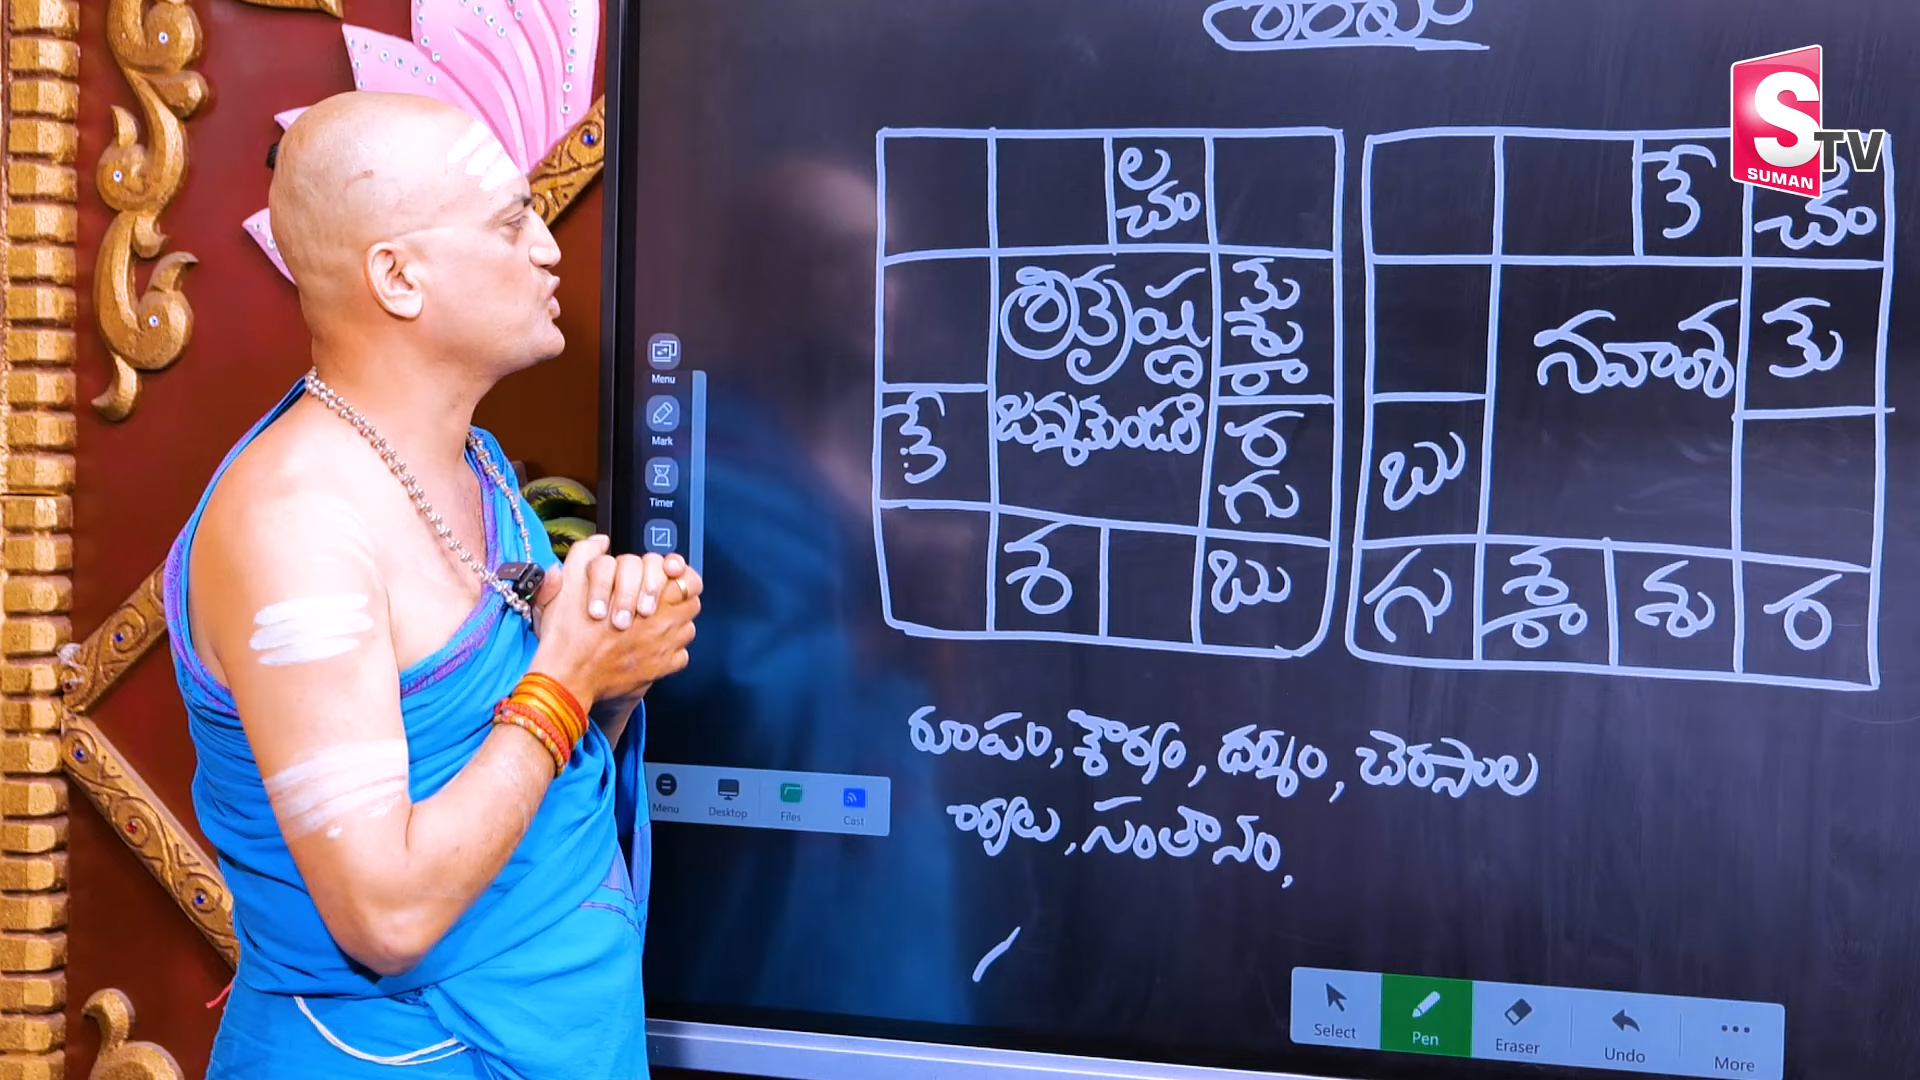 S
SUMAN TV
ల
చం
శ్రీకృష్ణ
జన్మకుండలి
కు
శు
రా
కే
ర
గు
శ
బు
కే
ల
చం
నవాంశ
కు
బు
గు
శ
రా
శు
ర
రూపం, శౌర్యం, ధర్మం, చెరసాల
భార్యలు, సంతానం,
Menu
Mark
Timer
Menu
Desktop
Files
Cast
Select
Pen
Eraser
Undo
More